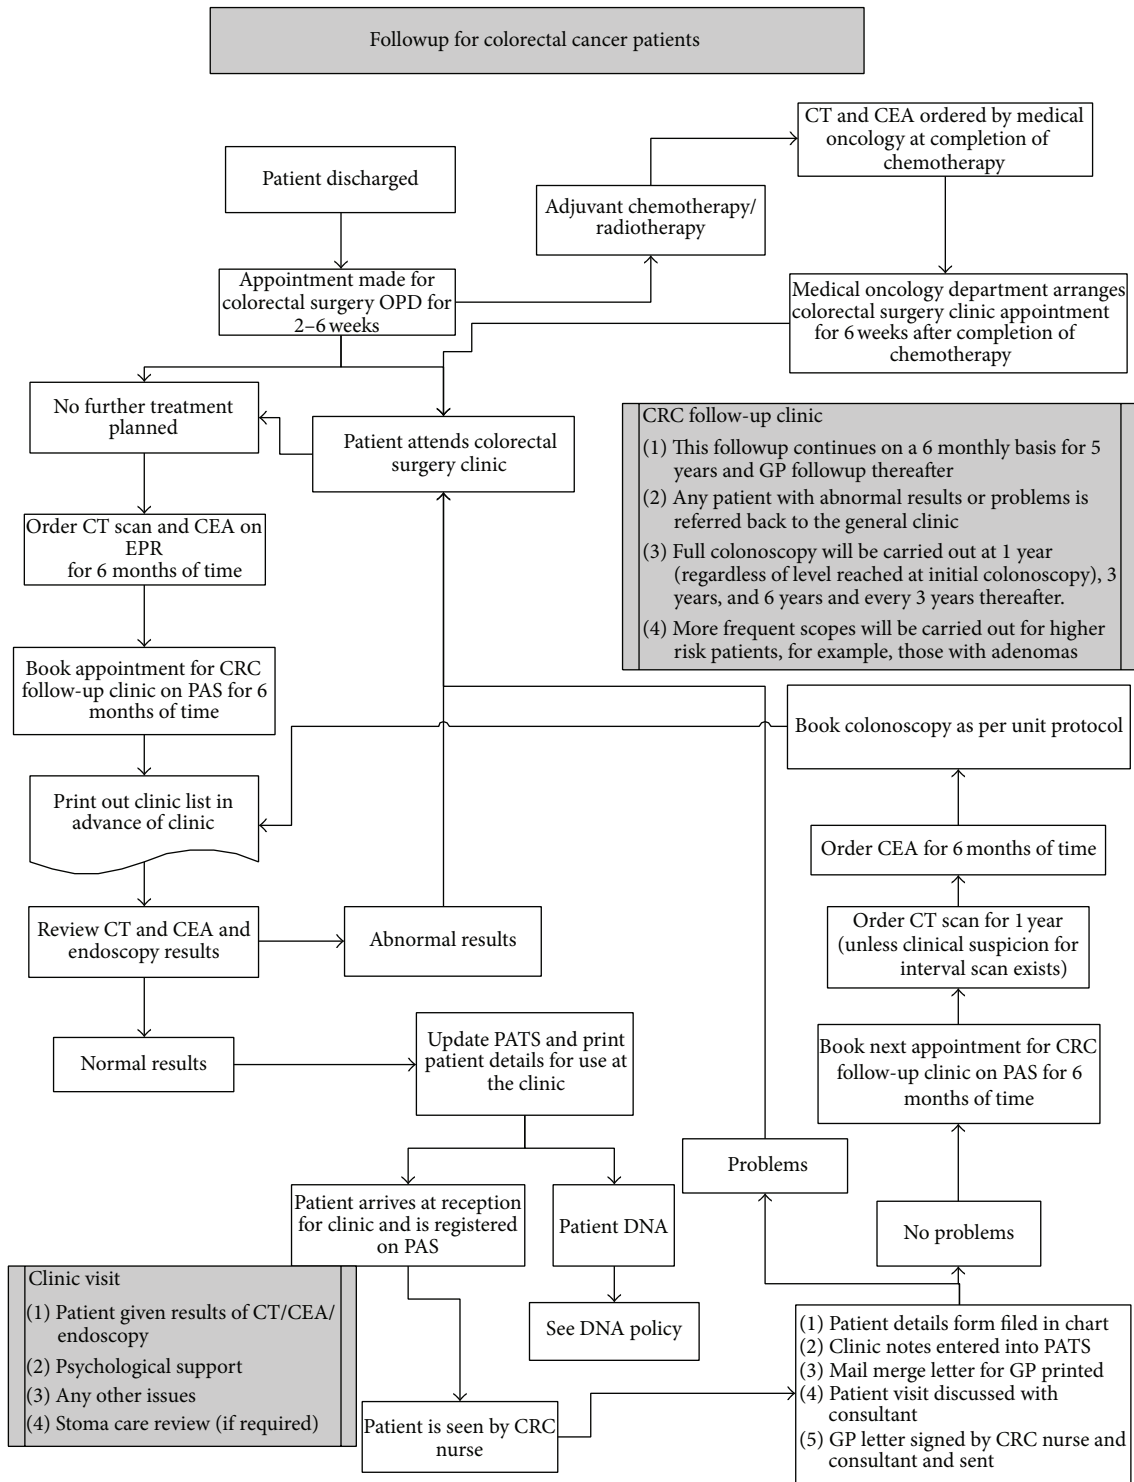 Followup for colorectal cancer patients
Patient discharged
Appointment made for
colorectal surgery OPD for
2–6 weeks
Adjuvant chemotherapy/
radiotherapy
CT and CEA ordered by medical
oncology at completion of
chemotherapy
Medical oncology department arranges
colorectal surgery clinic appointment
for 6 weeks after completion of
chemotherapy
No further treatment
planned
Patient attends colorectal
surgery clinic
CRC follow-up clinic
(1) This followup continues on a 6 monthly basis for 5
years and GP followup thereafter
(2) Any patient with abnormal results or problems is
referred back to the general clinic
(3) Full colonoscopy will be carried out at 1 year
(regardless of level reached at initial colonoscopy), 3
years, and 6 years and every 3 years thereafter.
(4) More frequent scopes will be carried out for higher
risk patients, for example, those with adenomas
Order CT scan and CEA on
EPR
for 6 months of time
Book appointment for CRC
follow-up clinic on PAS for 6
months of time
Print out clinic list in
advance of clinic
Review CT and CEA and
endoscopy results
Abnormal results
Normal results
Update PATS and print
patient details for use at
the clinic
Patient arrives at reception
for clinic and is registered
on PAS
Patient DNA
See DNA policy
Clinic visit
(1) Patient given results of CT/CEA/
endoscopy
(2) Psychological support
(3) Any other issues
(4) Stoma care review (if required)
Patient is seen by CRC
nurse
(1) Patient details form filed in chart
(2) Clinic notes entered into PATS
(3) Mail merge letter for GP printed
(4) Patient visit discussed with
consultant
(5) GP letter signed by CRC nurse and
consultant and sent
Problems
No problems
Book next appointment for CRC
follow-up clinic on PAS for 6
months of time
Order CT scan for 1 year
(unless clinical suspicion for
interval scan exists)
Order CEA for 6 months of time
Book colonoscopy as per unit protocol